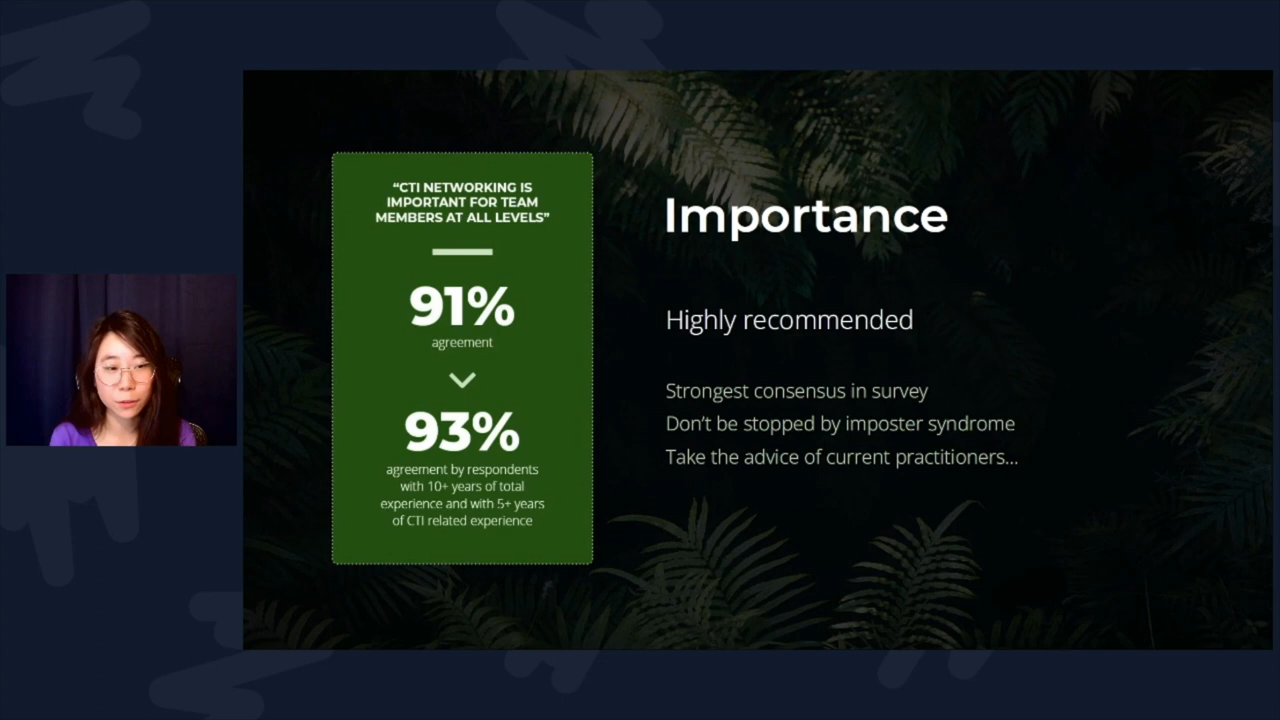 “CTI NETWORKING IS
IMPORTANT FOR TEAM
MEMBERS AT ALL LEVELS”
91%
agreement
93%
agreement by respondents
with 10+ years of total
experience and with 5+ years
of CTI related experience
Importance
Highly recommended
Strongest consensus in survey
Don’t be stopped by imposter syndrome
Take the advice of current practitioners...